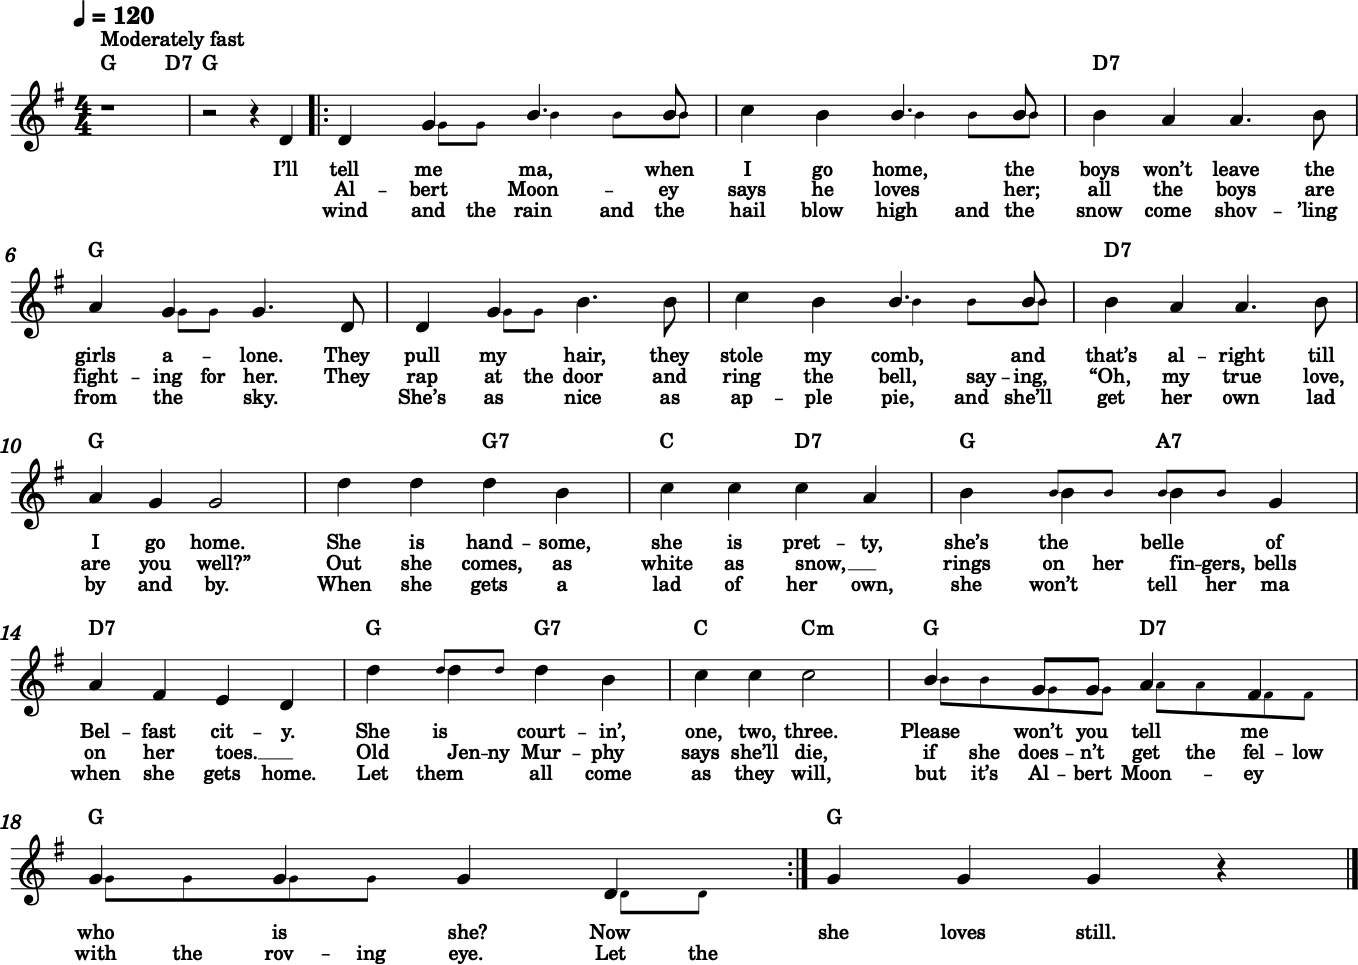 = 120
Moderately fast
G D7 G D7
4
4
I’ll tell me ma, when I go home, the boys won’t leave the
Al – bert Moon – ey says he loves her; all the boys are
wind and the rain and the hail blow high and the snow come shov – ’ling
6 G D7
girls a – lone. They pull my hair, they stole my comb, and that’s al – right till
fight – ing for her. They rap at the door and ring the bell, say – ing, “Oh, my true love,
from the sky. She’s as nice as ap – ple pie, and she’ll get her own lad
10 G G7 C D7 G A7
I go home. She is hand – some, she is pret – ty, she’s the belle of
are you well?” Out she comes, as white as snow, __ rings on her fin – gers, bells
by and by. When she gets a lad of her own, she won’t tell her ma
14 D7 G G7 C Cm G D7
Bel – fast cit – y. She is court – in’, one, two, three. Please won’t you tell me
on her toes. __ Old Jen – ny Mur – phy says she’ll die, if she does – n’t get the fel – low
when she gets home. Let them all come as they will, but it’s Al – bert Moon – ey
18 G G
who is she? Now she loves still.
with the rov – ing eye. Let the